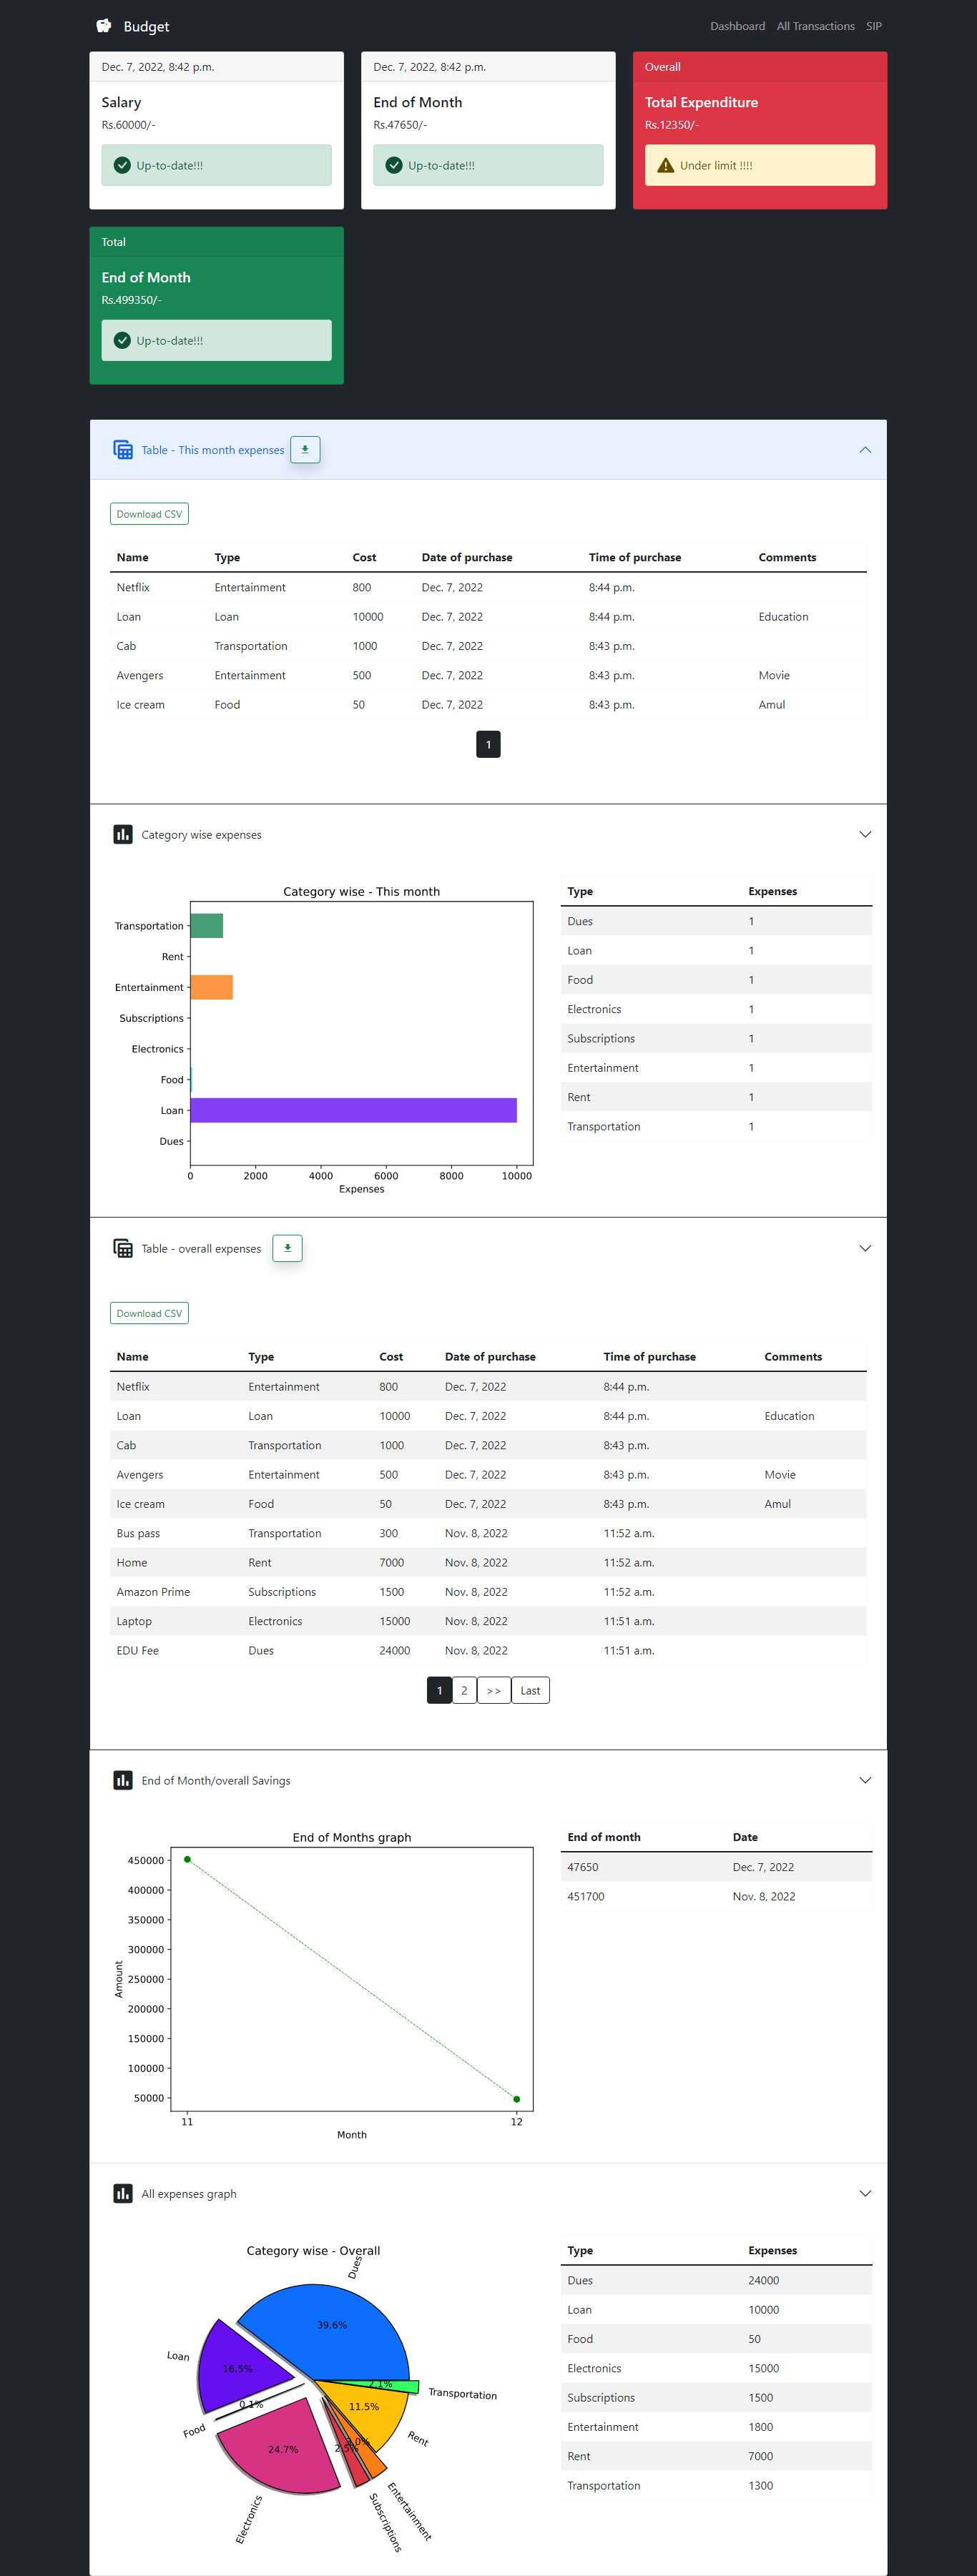 Budget
Dashboard All Transactions SIP
Dec. 7, 2022, 8:42 p.m.
Salary
Rs.60000/-
Up-to-date!!!
Dec. 7, 2022, 8:42 p.m.
End of Month
Rs.47650/-
Up-to-date!!!
Overall
Total Expenditure
Rs.12350/-
Under limit !!!!
Total
End of Month
Rs.499350/-
Up-to-date!!!
Table - This month expenses
Download CSV
Name Type Cost Date of purchase Time of purchase Comments
Netflix Entertainment 800 Dec. 7, 2022 8:44 p.m.
Loan Loan 10000 Dec. 7, 2022 8:44 p.m. Education
Cab Transportation 1000 Dec. 7, 2022 8:43 p.m.
Avengers Entertainment 500 Dec. 7, 2022 8:43 p.m. Movie
Ice cream Food 50 Dec. 7, 2022 8:43 p.m. Amul
1
Category wise expenses
Category wise - This month
Transportation
Rent
Entertainment
Subscriptions
Electronics
Food
Loan
Dues
0 2000 4000 6000 8000 10000
Expenses
Type Expenses
Dues 1
Loan 1
Food 1
Electronics 1
Subscriptions 1
Entertainment 1
Rent 1
Transportation 1
Table - overall expenses
Download CSV
Name Type Cost Date of purchase Time of purchase Comments
Netflix Entertainment 800 Dec. 7, 2022 8:44 p.m.
Loan Loan 10000 Dec. 7, 2022 8:44 p.m. Education
Cab Transportation 1000 Dec. 7, 2022 8:43 p.m.
Avengers Entertainment 500 Dec. 7, 2022 8:43 p.m. Movie
Ice cream Food 50 Dec. 7, 2022 8:43 p.m. Amul
Bus pass Transportation 300 Nov. 8, 2022 11:52 a.m.
Home Rent 7000 Nov. 8, 2022 11:52 a.m.
Amazon Prime Subscriptions 1500 Nov. 8, 2022 11:52 a.m.
Laptop Electronics 15000 Nov. 8, 2022 11:51 a.m.
EDU Fee Dues 24000 Nov. 8, 2022 11:51 a.m.
1 2 >> Last
End of Month/overall Savings
End of Months graph
450000
400000
350000
300000
250000
200000
150000
100000
50000
Amount
11 12
Month
End of month Date
47650 Dec. 7, 2022
451700 Nov. 8, 2022
All expenses graph
Category wise - Overall
Dues
39.6%
Loan
16.5%
Food
0.1%
Electronics
24.7%
Subscriptions
2.5%
Entertainment
3.0%
Rent
11.5%
Transportation
2.1%
Type Expenses
Dues 24000
Loan 10000
Food 50
Electronics 15000
Subscriptions 1500
Entertainment 1800
Rent 7000
Transportation 1300